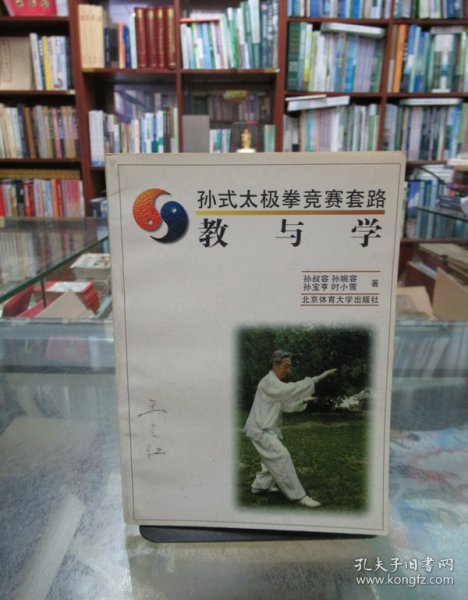 孙式太极拳竞赛套路
教与学
孙叔容 孙婉容
孙宝亨 时小雪 著
北京体育大学出版社
孔夫子旧书网
www.kongfz.com